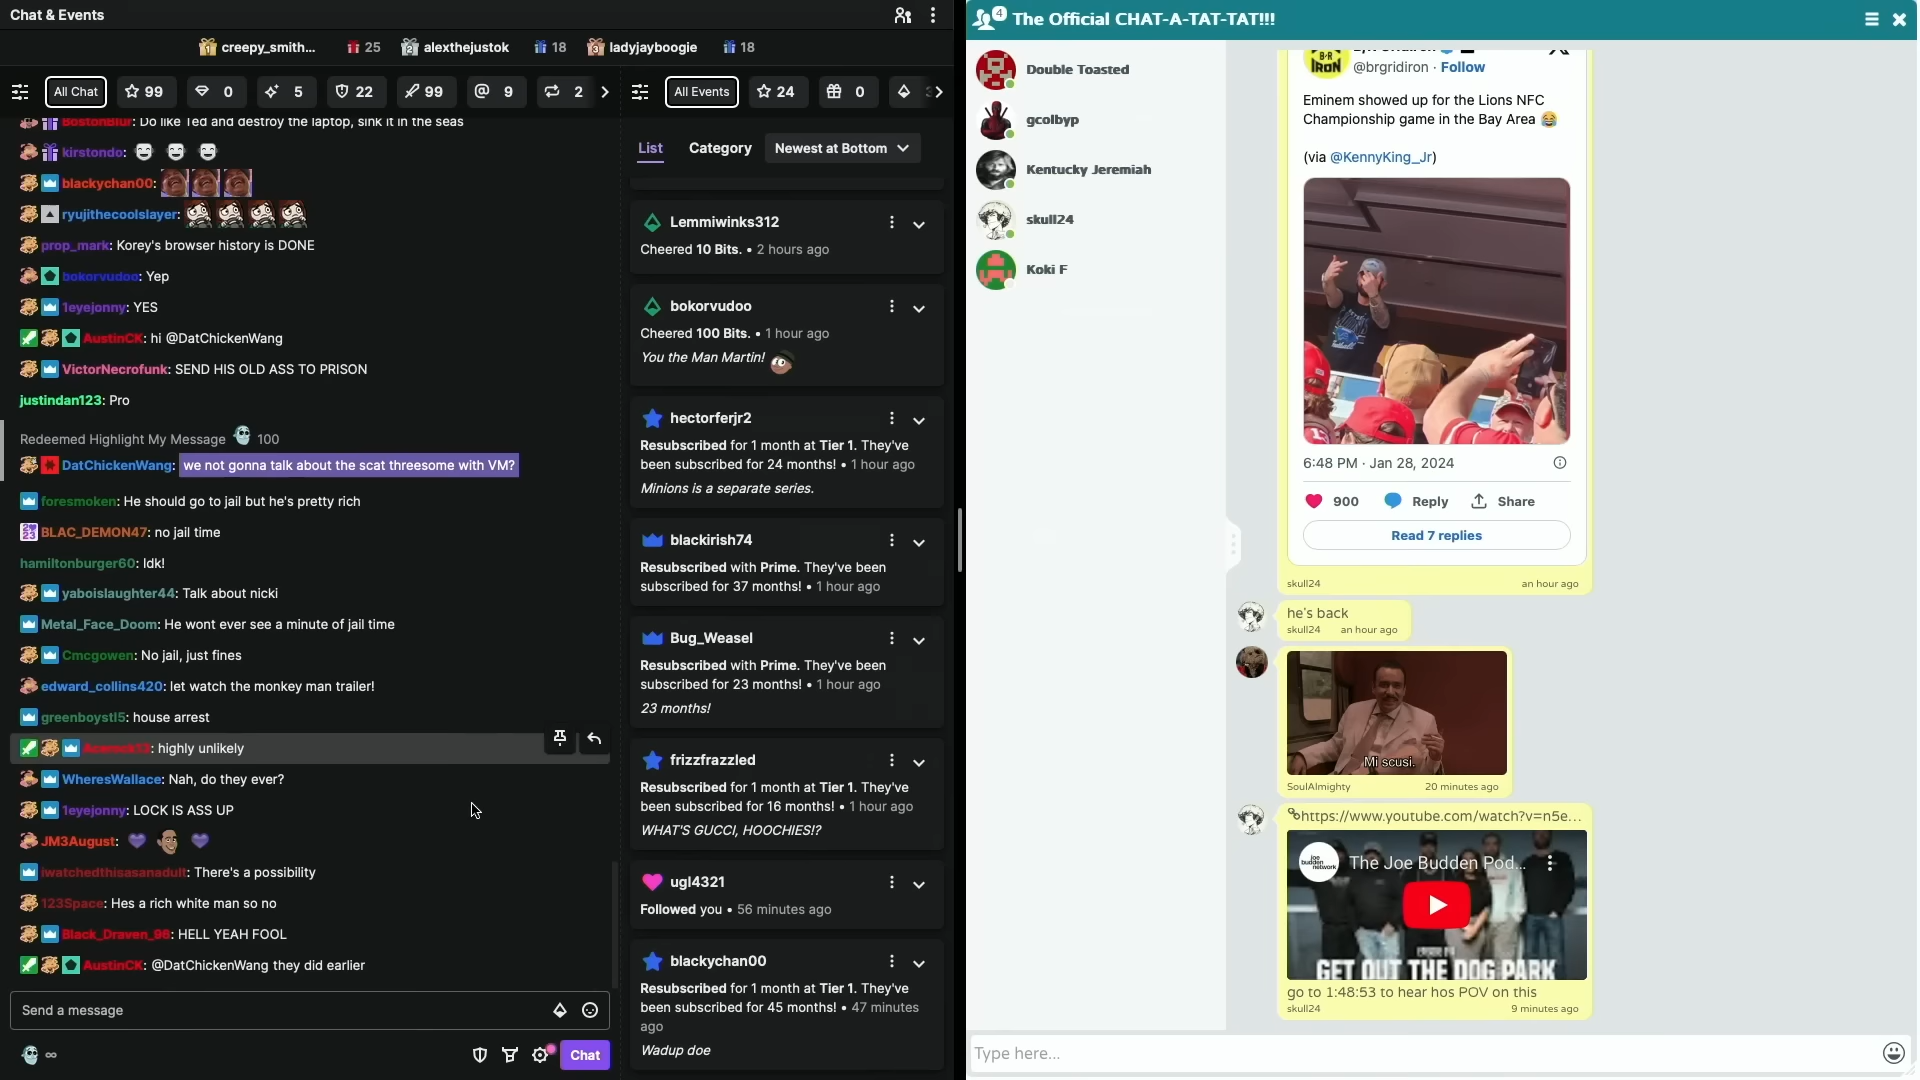 Chat & Events
creepy_smith... 25 alexthejustok 18 ladyjayboogie 18
All Chat 99 0 5 22 99 9 2
BostonBlur: Do like Ted and destroy the laptop, sink it in the seas
kirstondo:
blackychan00:
ryujithecoolslayer:
prop_mark: Korey's browser history is DONE
bokorvudoo: Yep
1eyejonny: YES
AustinCK: hi @DatChickenWang
VictorNecrofunk: SEND HIS OLD ASS TO PRISON
justindan123: Pro
Redeemed Highlight My Message 100
DatChickenWang: we not gonna talk about the scat threesome with VM?
foresmoken: He should go to jail but he's pretty rich
BLAC_DEMON47: no jail time
hamiltonburger60: Idk!
yaboislaughter44: Talk about nicki
Metal_Face_Doom: He wont ever see a minute of jail time
Cmcgowen: No jail, just fines
edward_collins420: let watch the monkey man trailer!
greenboystl5: house arrest
highly unlikely
WheresWallace: Nah, do they ever?
1eyejonny: LOCK IS ASS UP
JM3August:
iwatchedthisasanadult: There's a possibility
123Space: Hes a rich white man so no
Black_Draven_96: HELL YEAH FOOL
AustinCK: @DatChickenWang they did earlier
Send a message
Chat
All Events 24 0
List Category Newest at Bottom
Lemmiwinks312
Cheered 10 Bits. • 2 hours ago
bokorvudoo
Cheered 100 Bits. • 1 hour ago
You the Man Martin!
hectorferjr2
Resubscribed for 1 month at Tier 1. They've
been subscribed for 24 months! • 1 hour ago
Minions is a separate series.
blackirish74
Resubscribed with Prime. They've been
subscribed for 37 months! • 1 hour ago
Bug_Weasel
Resubscribed with Prime. They've been
subscribed for 23 months! • 1 hour ago
23 months!
frizzfrazzled
Resubscribed for 1 month at Tier 1. They've
been subscribed for 16 months! • 1 hour ago
WHAT'S GUCCI, HOOCHIES!?
ugl4321
Followed you • 56 minutes ago
blackychan00
Resubscribed for 1 month at Tier 1. They've
been subscribed for 45 months! • 47 minutes
ago
Wadup doe
4 The Official CHAT-A-TAT-TAT!!!
Double Toasted
gcolbyp
Kentucky Jeremiah
skull24
Koki F
@brgridiron · Follow
Eminem showed up for the Lions NFC
Championship game in the Bay Area 😂
(via @KennyKing_Jr)
6:48 PM · Jan 28, 2024
900 Reply Share
Read 7 replies
skull24 an hour ago
he's back
skull24 an hour ago
Mi scusi.
SoulAlmighty 20 minutes ago
https://www.youtube.com/watch?v=n5e...
The Joe Budden Pod...
GET OUT THE DOG PARK
go to 1:48:53 to hear hos POV on this
skull24 9 minutes ago
Type here...